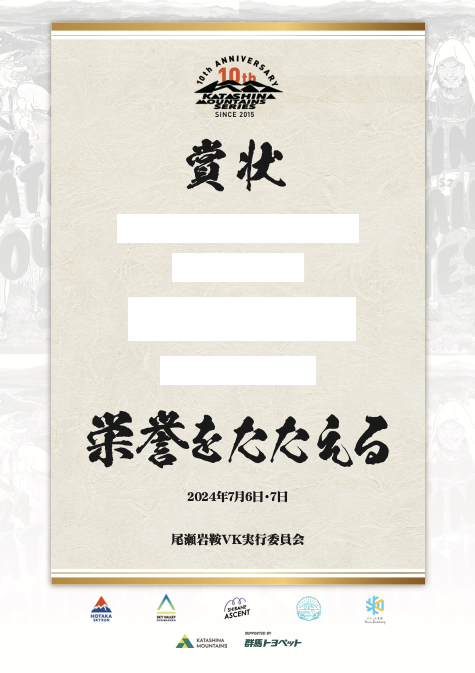 10th ANNIVERSARY
10th
KATASHINA
MOUNTAINS
SERIES
SINCE 2015
賞状
栄誉をたたえる
2024年7月6日・7日
尾瀬岩鞍VK実行委員会
HOTAKA
SKYRUN
SKY VALLEY
SHIRANE
ASCENT
KATASHINA
MOUNTAINS
SUPPORTED BY
群馬トヨペット